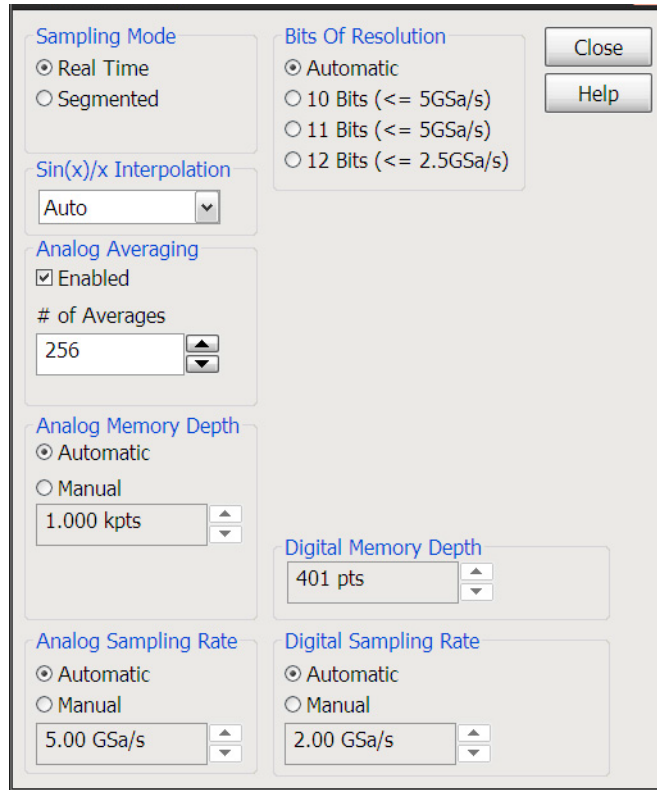 Sampling Mode
Real Time
Segmented
Bits Of Resolution
Automatic
10 Bits (<= 5GSa/s)
11 Bits (<= 5GSa/s)
12 Bits (<= 2.5GSa/s)
Close
Help
Sin(x)/x Interpolation
Auto
Analog Averaging
Enabled
# of Averages
256
Analog Memory Depth
Automatic
Manual
1.000 kpts
Digital Memory Depth
401 pts
Analog Sampling Rate
Automatic
Manual
5.00 GSa/s
Digital Sampling Rate
Automatic
Manual
2.00 GSa/s